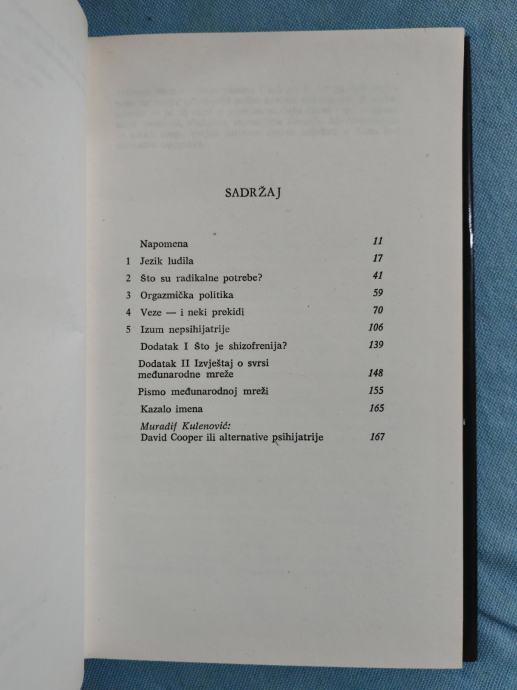 SADRŽAJ
Napomena 11
1 Jezik ludila 17
2 Što su radikalne potrebe? 41
3 Orgazmička politika 59
4 Veze — i neki prekidi 70
5 Izum nepsihijatrije 106
Dodatak I Što je shizofrenija? 139
Dodatak II Izvještaj o svrsi
međunarodne mreže 148
Pismo međunarodnoj mreži 155
Kazalo imena 165
Muradif Kulenović:
David Cooper ili alternative psihijatrije 167